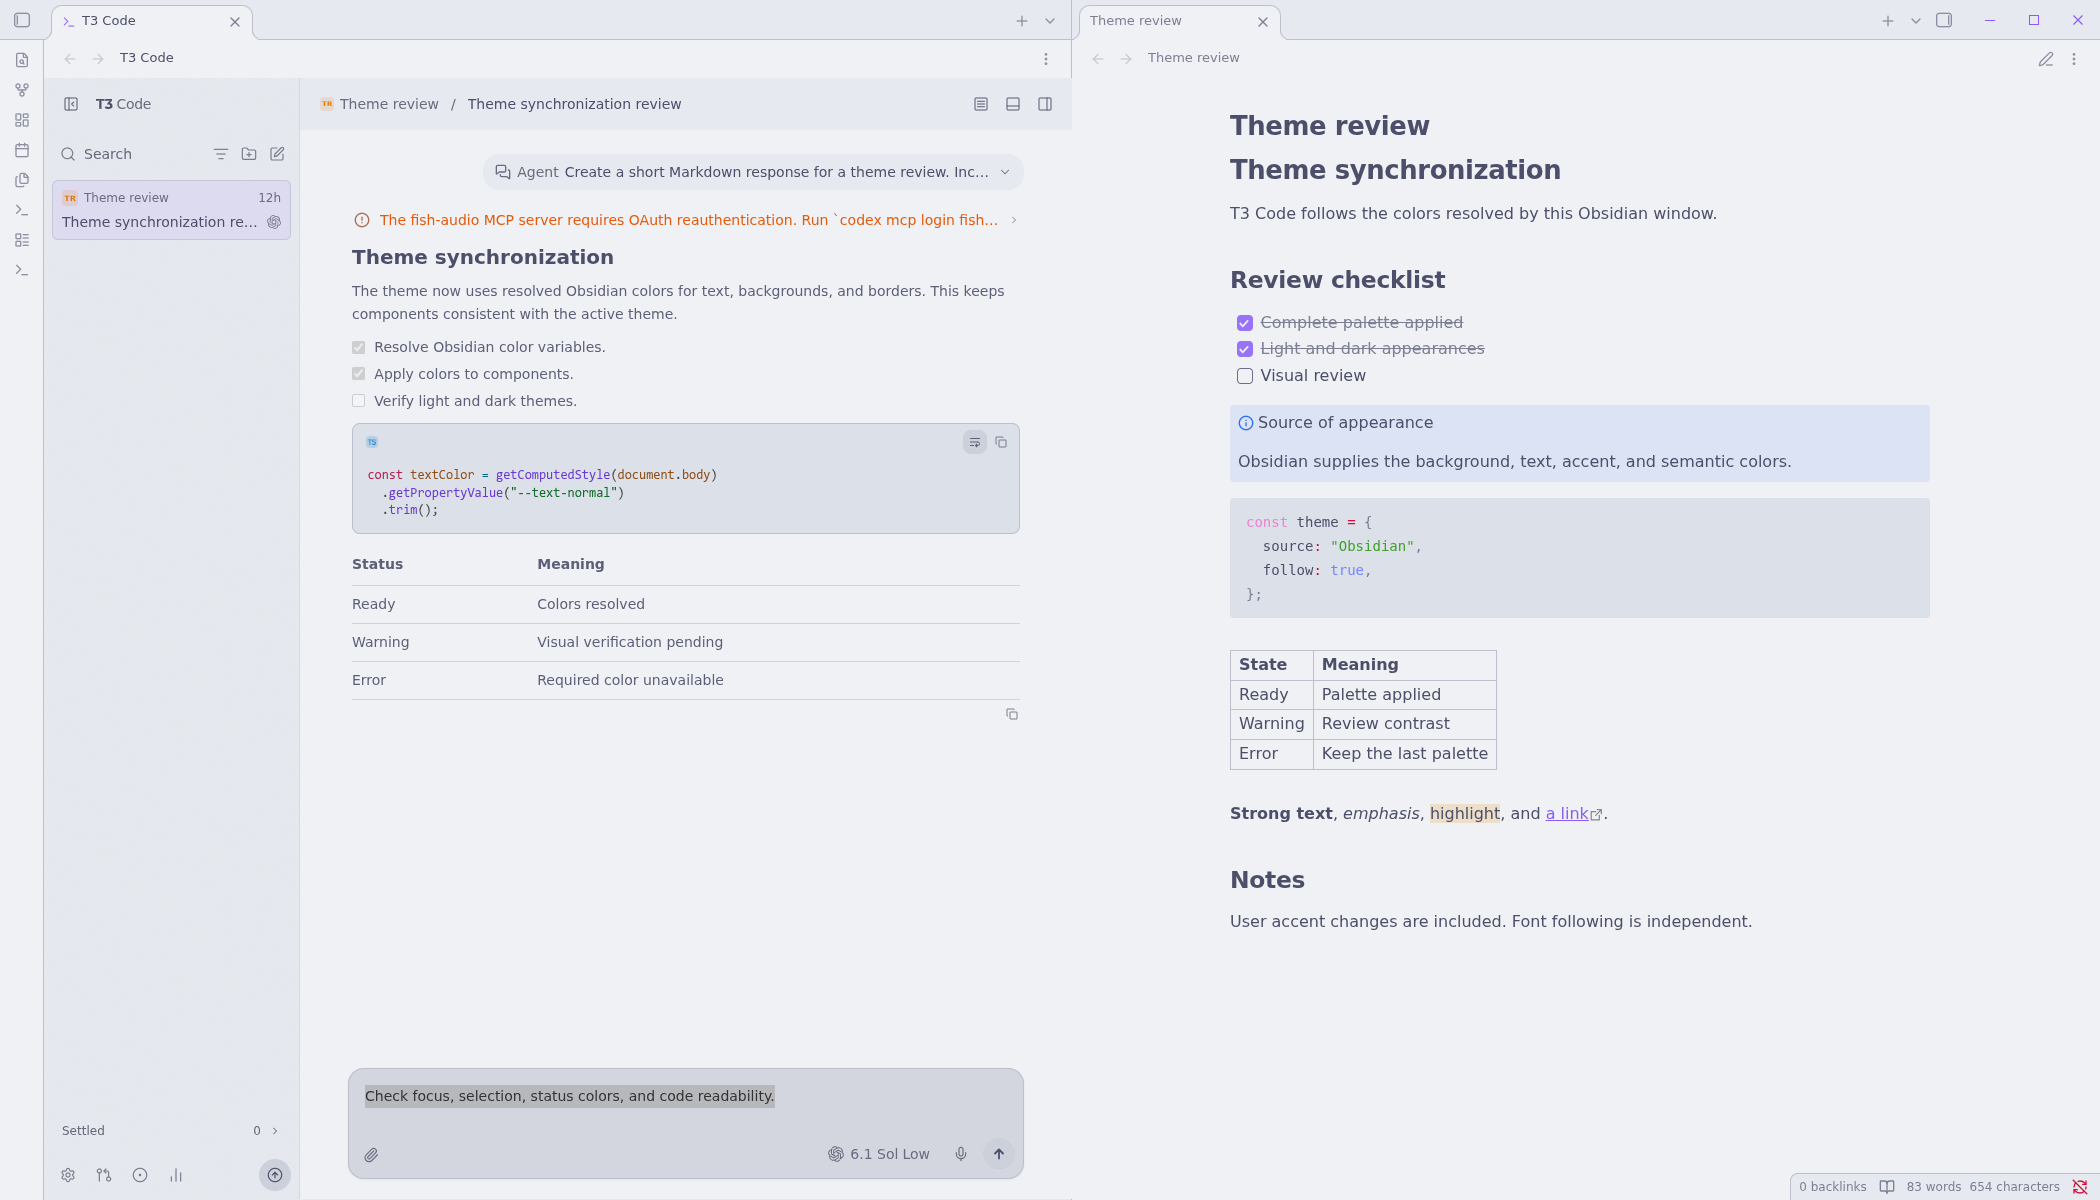 T3 Code
T3 Code
T3 Code
Search
TR Theme review 12h
Theme synchronization re...
Settled 0
TR Theme review / Theme synchronization review
Agent Create a short Markdown response for a theme review. Inc...
The fish-audio MCP server requires OAuth reauthentication. Run `codex mcp login fish...
Theme synchronization
The theme now uses resolved Obsidian colors for text, backgrounds, and borders. This keeps
components consistent with the active theme.
Resolve Obsidian color variables.
Apply colors to components.
Verify light and dark themes.
TS
const textColor = getComputedStyle(document.body)
.getPropertyValue("--text-normal")
.trim();
Status Meaning
Ready Colors resolved
Warning Visual verification pending
Error Required color unavailable
Check focus, selection, status colors, and code readability.
6.1 Sol Low
Theme review
Theme review
Theme review
Theme synchronization
T3 Code follows the colors resolved by this Obsidian window.
Review checklist
Complete palette applied
Light and dark appearances
Visual review
Source of appearance
Obsidian supplies the background, text, accent, and semantic colors.
const theme = {
source: "Obsidian",
follow: true,
};
State Meaning
Ready Palette applied
Warning Review contrast
Error Keep the last palette
Strong text, emphasis, highlight, and a link.
Notes
User accent changes are included. Font following is independent.
0 backlinks 83 words 654 characters